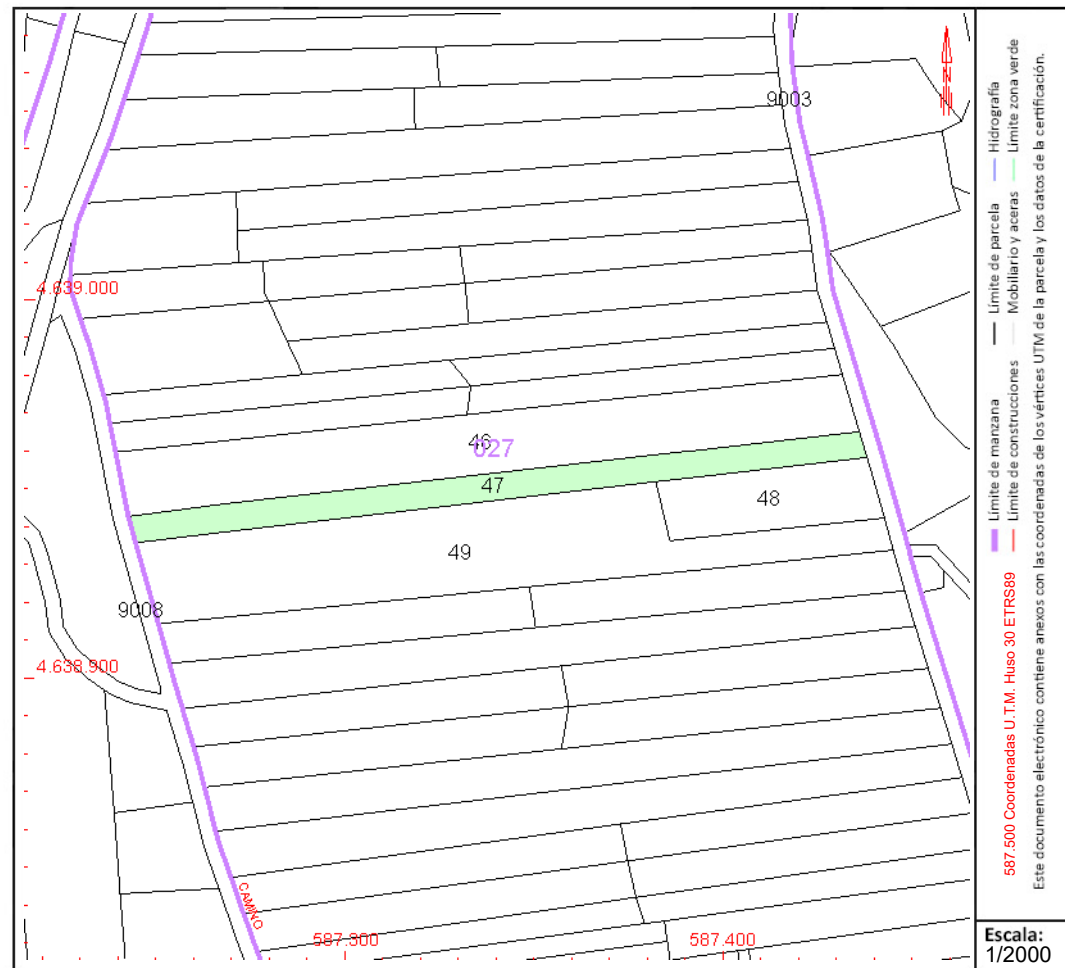 9003
4.639.000
46
027
47
48
49
9008
4.638.900
CAMINO
587.300
587.400
N
Límite de manzana
Límite de parcela
Hidrografía
Límite de construcciones
Mobiliario y aceras
Límite zona verde
587.500 Coordenadas U.T.M. Huso 30 ETRS89
Este documento electrónico contiene anexos con las coordenadas de los vértices UTM de la parcela y los datos de la certificación.
Escala:
1/2000